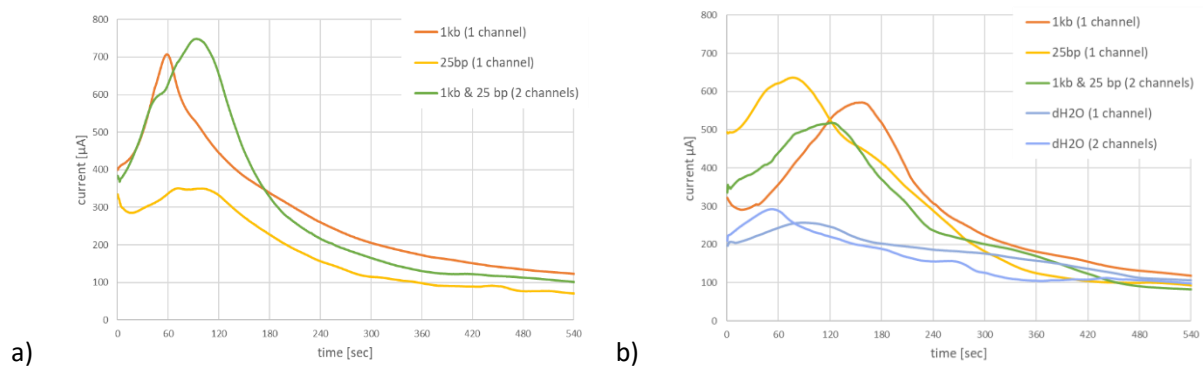 a)
800
700
600
500
400
300
200
100
0
current [µA]
0 60 120 180 240 300 360 420 480 540
time [sec]
1kb (1 channel)
25bp (1 channel)
1kb & 25 bp (2 channels)
b)
800
700
600
500
400
300
200
100
0
current µA]
0 60 120 180 240 300 360 420 480 540
time [sec]
1kb (1 channel)
25bp (1 channel)
1kb & 25 bp (2 channels)
dH2O (1 channel)
dH2O (2 channels)